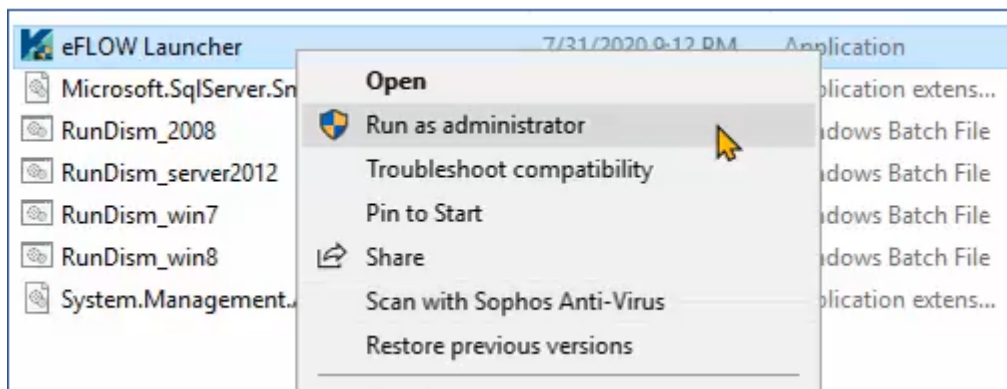 eFLOW Launcher 7/31/2020 9:12 PM Application
Open
Microsoft.SqlServer.Sn plication extens...
Run as administrator
RunDism_2008 dows Batch File
Troubleshoot compatibility
RunDism_server2012 dows Batch File
Pin to Start
RunDism_win7 dows Batch File
Share
RunDism_win8 dows Batch File
Scan with Sophos Anti-Virus
System.Management. plication extens...
Restore previous versions